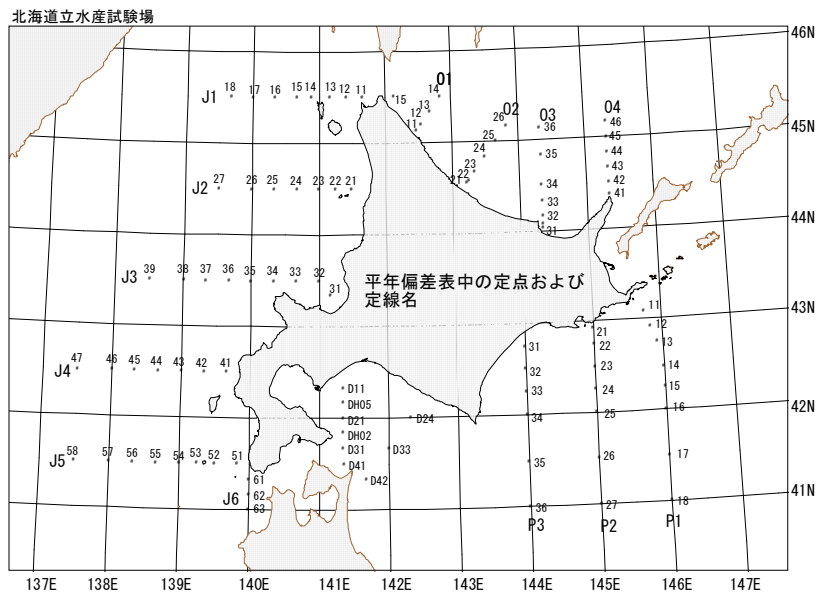 北海道立水産試験場
46N
J1 18 17 16 15 14 13 12 11
15 11 12 13 14 O1
21 22 23 24 25 26 O2
O3 36
35
34
33
32
31
O4 46
45
44
43
42
41
45N
J2 27 26 25 24 23 22 21
44N
J3 39 38 37 36 35 34 33 32 31
平年偏差表中の定点および
定線名
43N
J4 47 46 45 44 43 42 41
D11
DH05
D21 D24
DH02
D31 D33
D41
D42
31
32
33
34
35
36
P3
21
22
23
24
25
26
27
P2
11
12
13
14
15
16
17
18
P1
42N
J5 58 57 56 55 54 53 52 51
61
J6 62
63
41N
137E 138E 139E 140E 141E 142E 143E 144E 145E 146E 147E